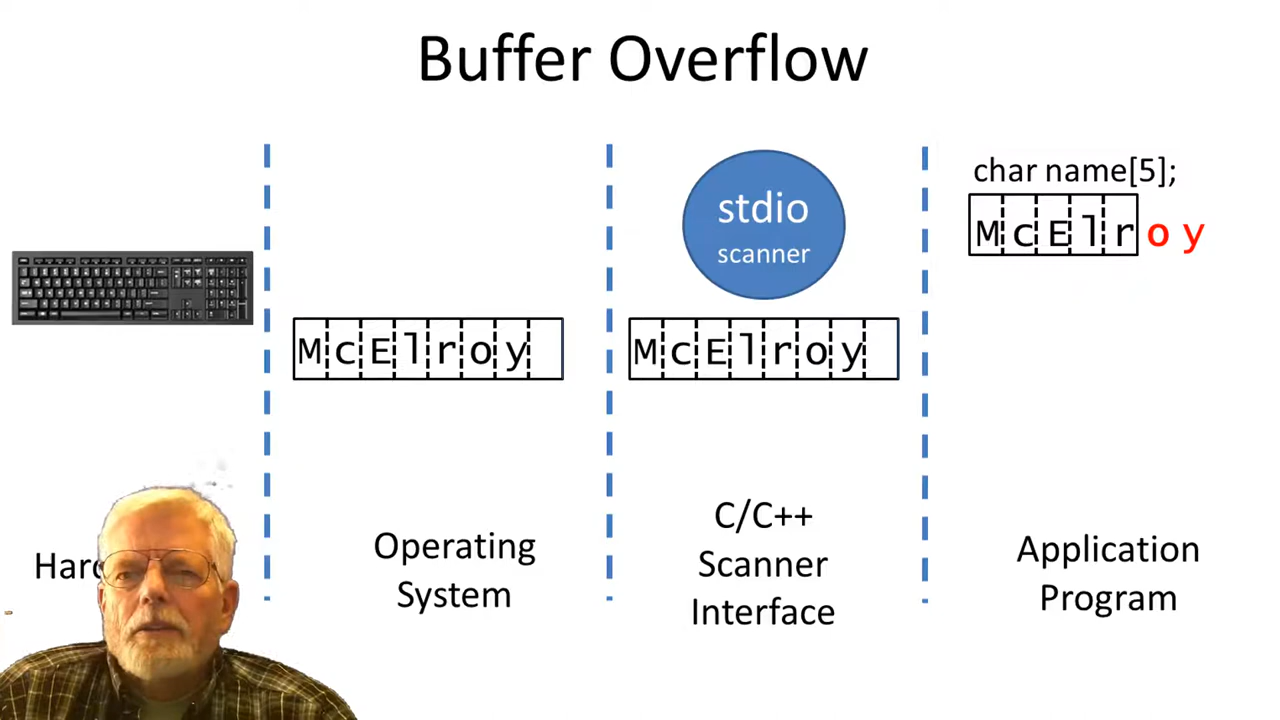 Buffer Overflow
stdio
scanner
char name[5];
McElroy
McElroy
McElroy
Operating
System
C/C++
Scanner
Interface
Application
Program